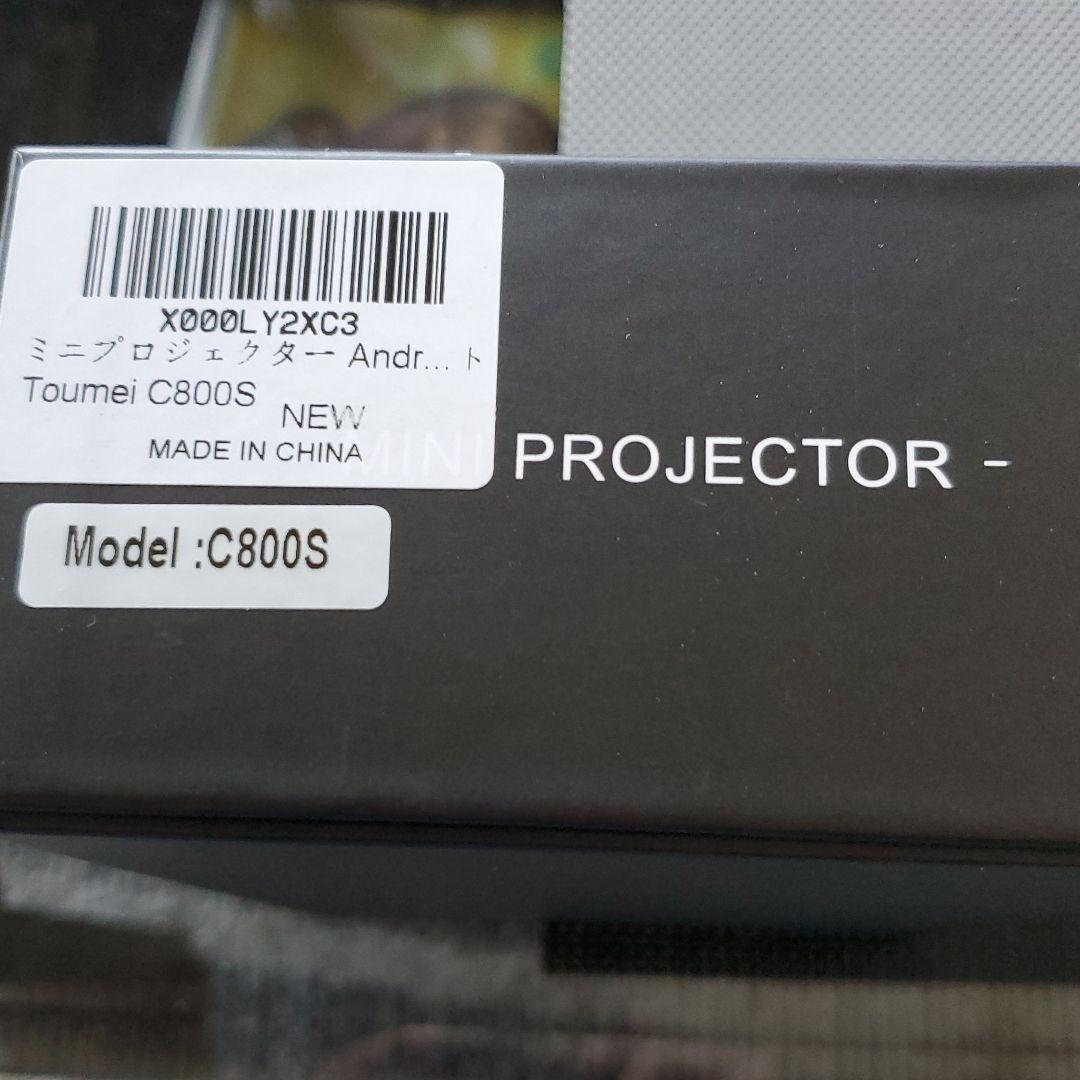 X000LY2XC3
ミニプロジェクター Andr... ト
Toumei C800S
NEW
MADE IN CHINA
MINI PROJECTOR -
Model :C800S